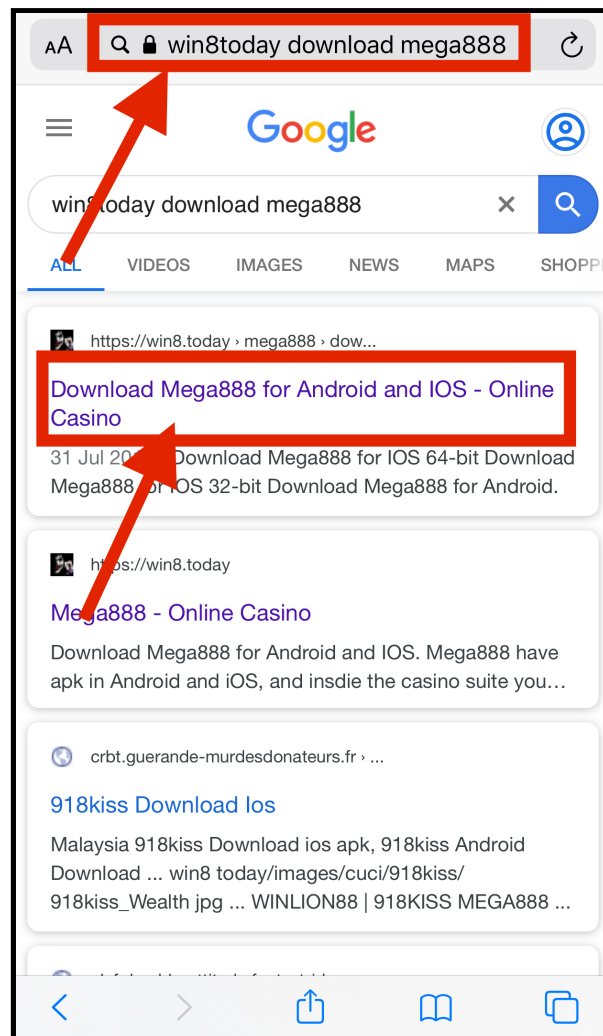 AA win8today download mega888
Google
win8today download mega888
ALL VIDEOS IMAGES NEWS MAPS SHOPP
https://win8.today › mega888 › dow...
Download Mega888 for Android and IOS - Online
Casino
31 Jul Download Mega888 for IOS 64-bit Download
Mega888 for IOS 32-bit Download Mega888 for Android.
https://win8.today
Mega888 - Online Casino
Download Mega888 for Android and IOS. Mega888 have
apk in Android and iOS, and insdie the casino suite you...
crbt.guerande-murdesdonateurs.fr › ...
918kiss Download Ios
Malaysia 918kiss Download ios apk, 918kiss Android
Download ... win8 today/images/cuci/918kiss/
918kiss_Wealth jpg ... WINLION88 | 918KISS MEGA888 ...